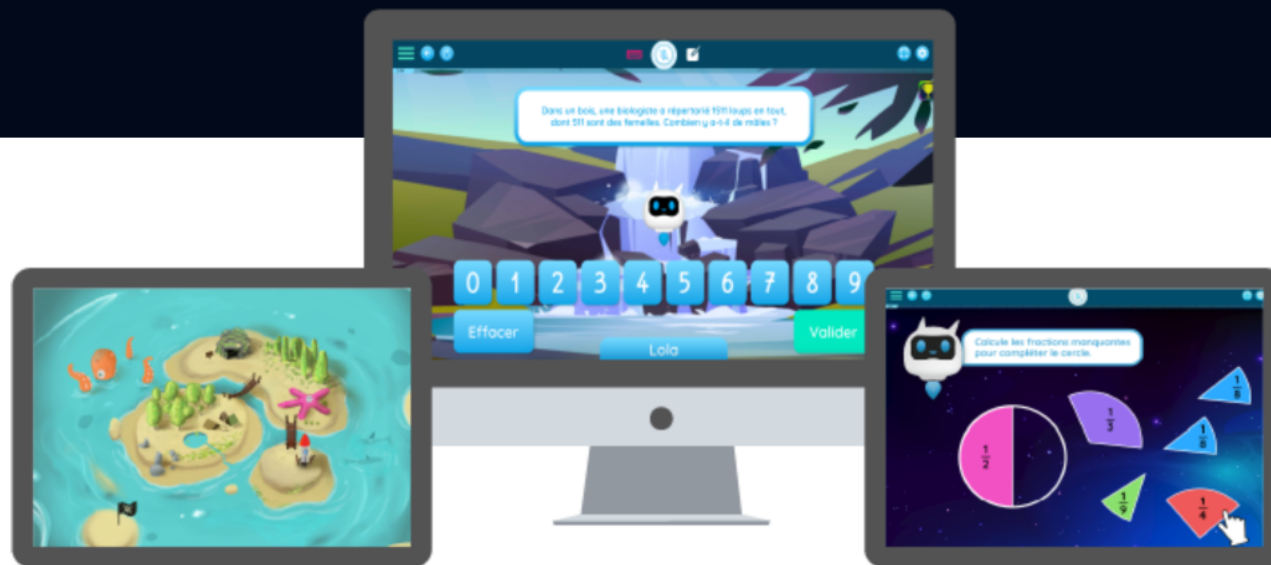 Dans un bois, une biologiste a répertorié 1511 loups en tout,
dont 511 sont des femelles. Combien y a-t-il de mâles ?
0 1 2 3 4 5 6 7 8 9
Effacer
Valider
Lola
Calcule les fractions manquantes
pour compléter le cercle.
1/2
1/3
1/8
1/8
1/9
1/4